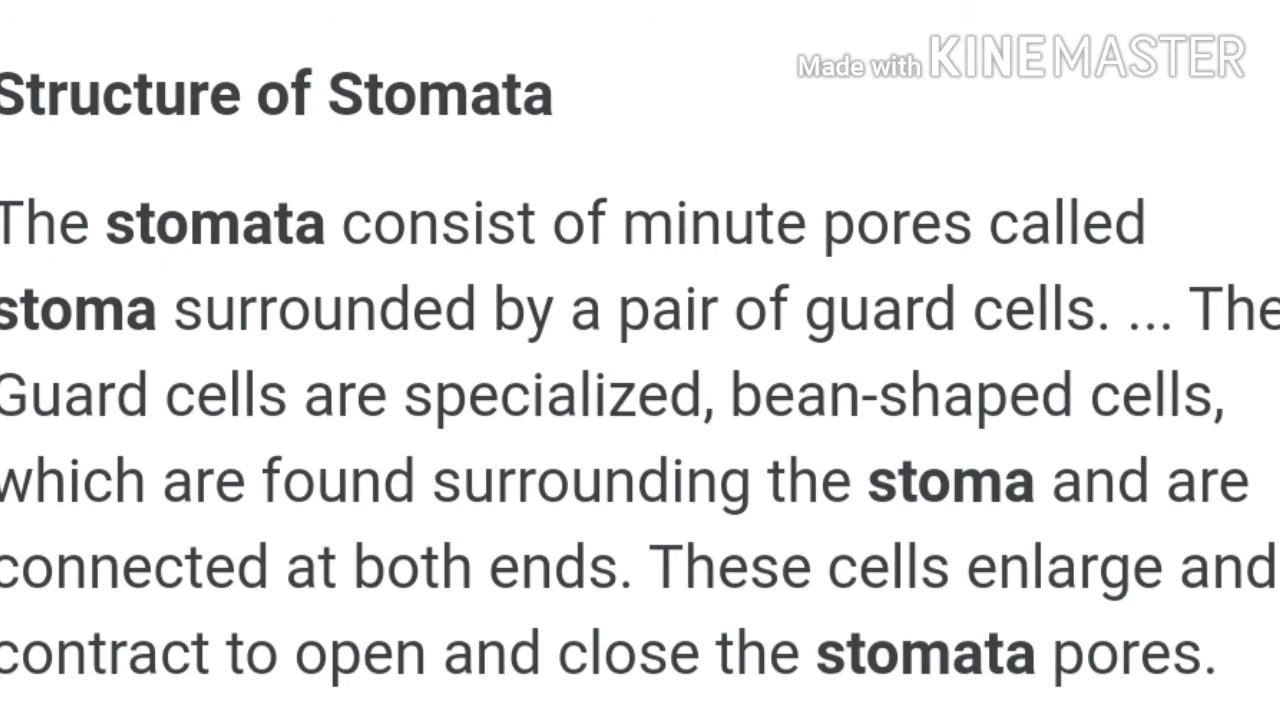 Made with KINEMASTER
Structure of Stomata
The stomata consist of minute pores called
stoma surrounded by a pair of guard cells. ... The
Guard cells are specialized, bean-shaped cells,
which are found surrounding the stoma and are
connected at both ends. These cells enlarge and
contract to open and close the stomata pores.